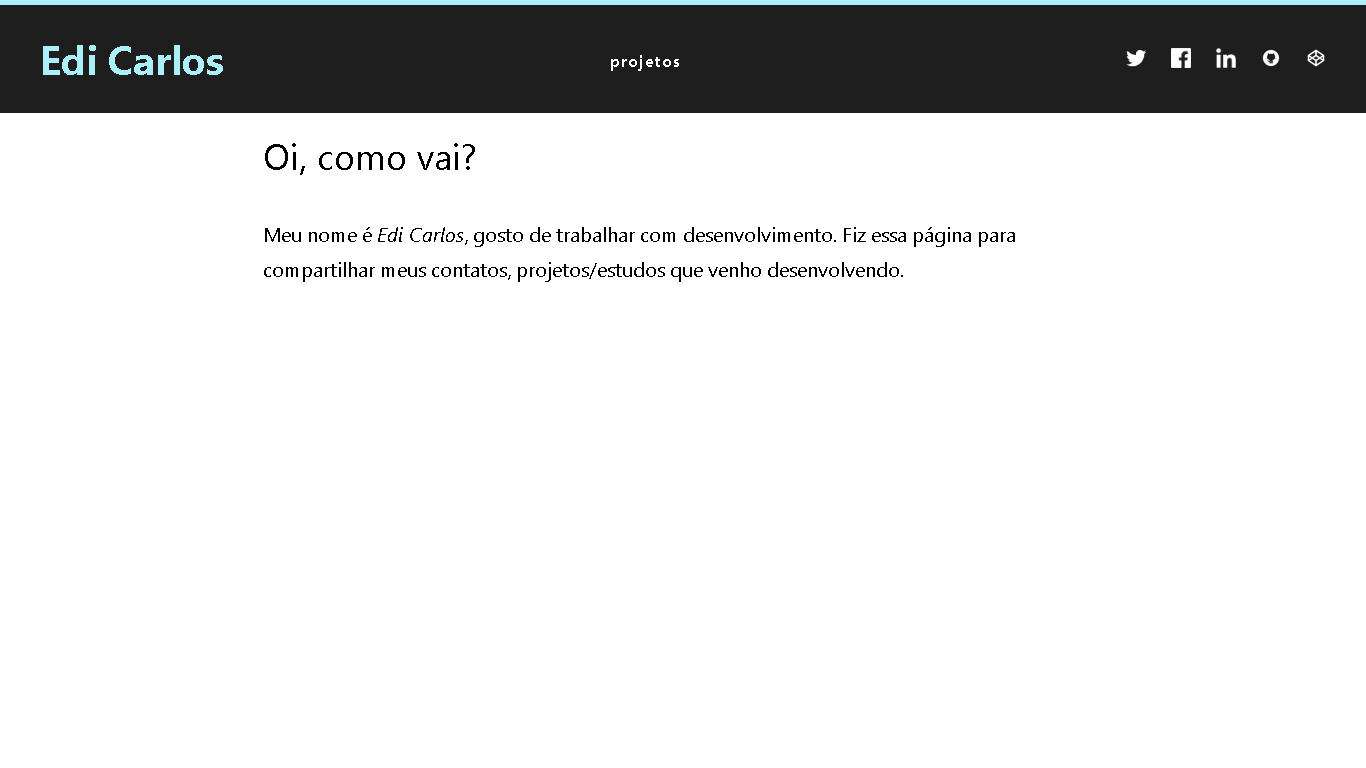 Edi Carlos
projetos
Oi, como vai?
Meu nome é Edi Carlos, gosto de trabalhar com desenvolvimento. Fiz essa página para
compartilhar meus contatos, projetos/estudos que venho desenvolvendo.